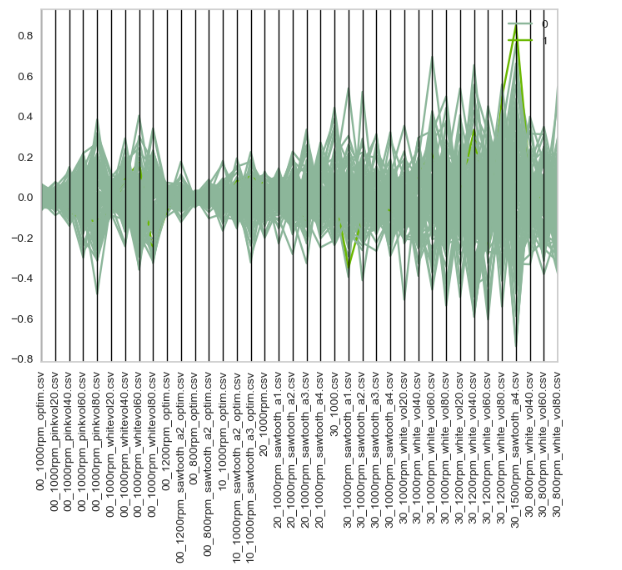 0
1
0.8
0.6
0.4
0.2
0.0
−0.2
−0.4
−0.6
−0.8
00_1000rpm_optim.csv
00_1000rpm_pinkvol20.csv
00_1000rpm_pinkvol40.csv
00_1000rpm_pinkvol60.csv
00_1000rpm_pinkvol80.csv
00_1000rpm_whitevol20.csv
00_1000rpm_whitevol40.csv
00_1000rpm_whitevol60.csv
00_1000rpm_whitevol80.csv
00_1200rpm_optim.csv
00_1200rpm_sawtooth_a2_optim.csv
00_800rpm_optim.csv
00_800rpm_sawtooth_a2_optim.csv
10_1000rpm_optim.csv
10_1000rpm_sawtooth_a2_optim.csv
10_1000rpm_sawtooth_a3_optim.csv
20_1000rpm.csv
20_1000rpm_sawtooth_a1.csv
20_1000rpm_sawtooth_a2.csv
20_1000rpm_sawtooth_a3.csv
20_1000rpm_sawtooth_a4.csv
30_1000.csv
30_1000rpm_sawtooth_a1.csv
30_1000rpm_sawtooth_a2.csv
30_1000rpm_sawtooth_a3.csv
30_1000rpm_sawtooth_a4.csv
30_1000rpm_white_vol20.csv
30_1000rpm_white_vol40.csv
30_1000rpm_white_vol60.csv
30_1000rpm_white_vol80.csv
30_1200rpm_white_vol20.csv
30_1200rpm_white_vol40.csv
30_1200rpm_white_vol60.csv
30_1200rpm_white_vol80.csv
30_1500rpm_sawtooth_a4.csv
30_800rpm_white_vol40.csv
30_800rpm_white_vol60.csv
30_800rpm_white_vol80.csv